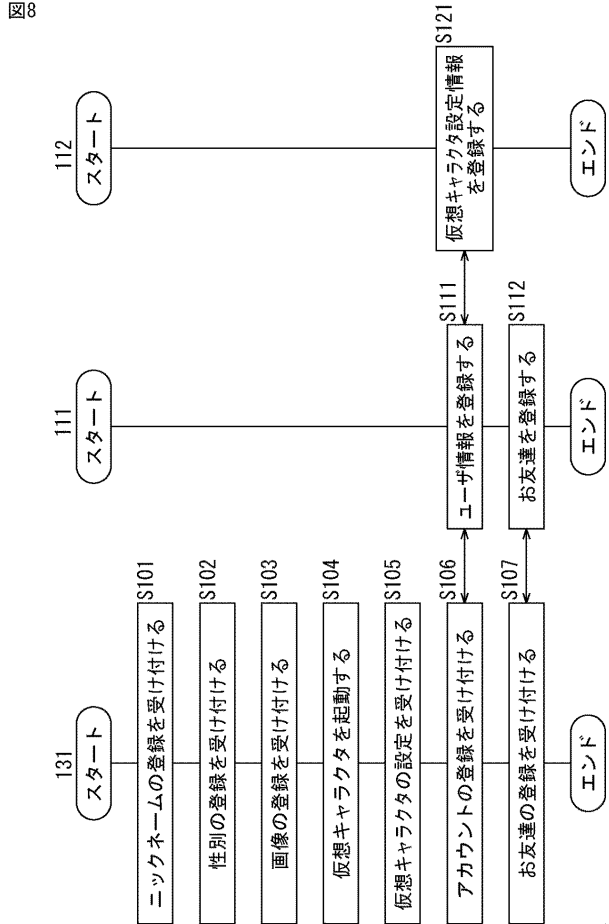 図8
131
スタート
S101
ニックネームの登録を受け付ける
S102
性別の登録を受け付ける
S103
画像の登録を受け付ける
S104
仮想キャラクタを起動する
S105
仮想キャラクタの設定を受け付ける
S106
アカウントの登録を受け付ける
S107
お友達の登録を受け付ける
エンド
111
スタート
S111
ユーザ情報を登録する
S112
お友達を登録する
エンド
112
スタート
S121
仮想キャラクタ設定情報
を登録する
エンド